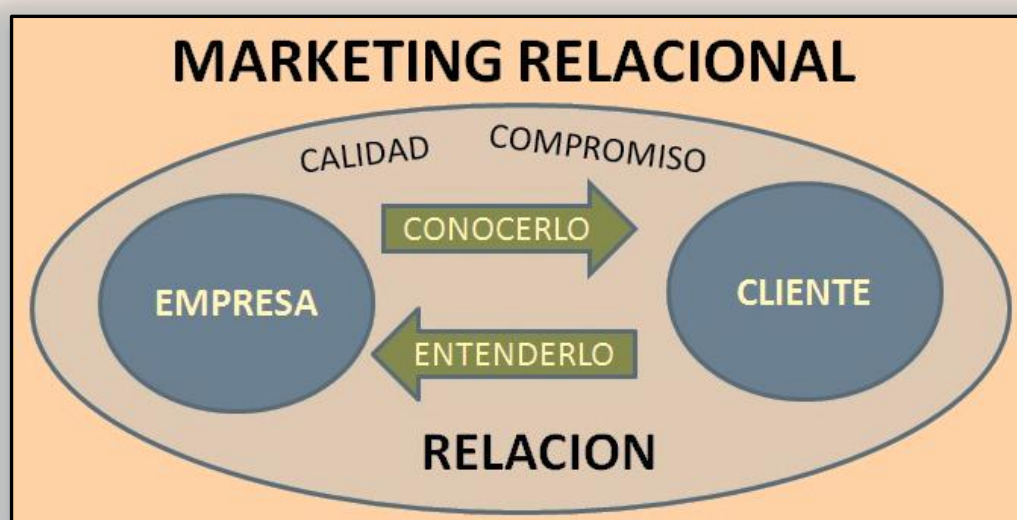 MARKETING RELACIONAL
CALIDAD COMPROMISO
CONOCERLO
EMPRESA
CLIENTE
ENTENDERLO
RELACION